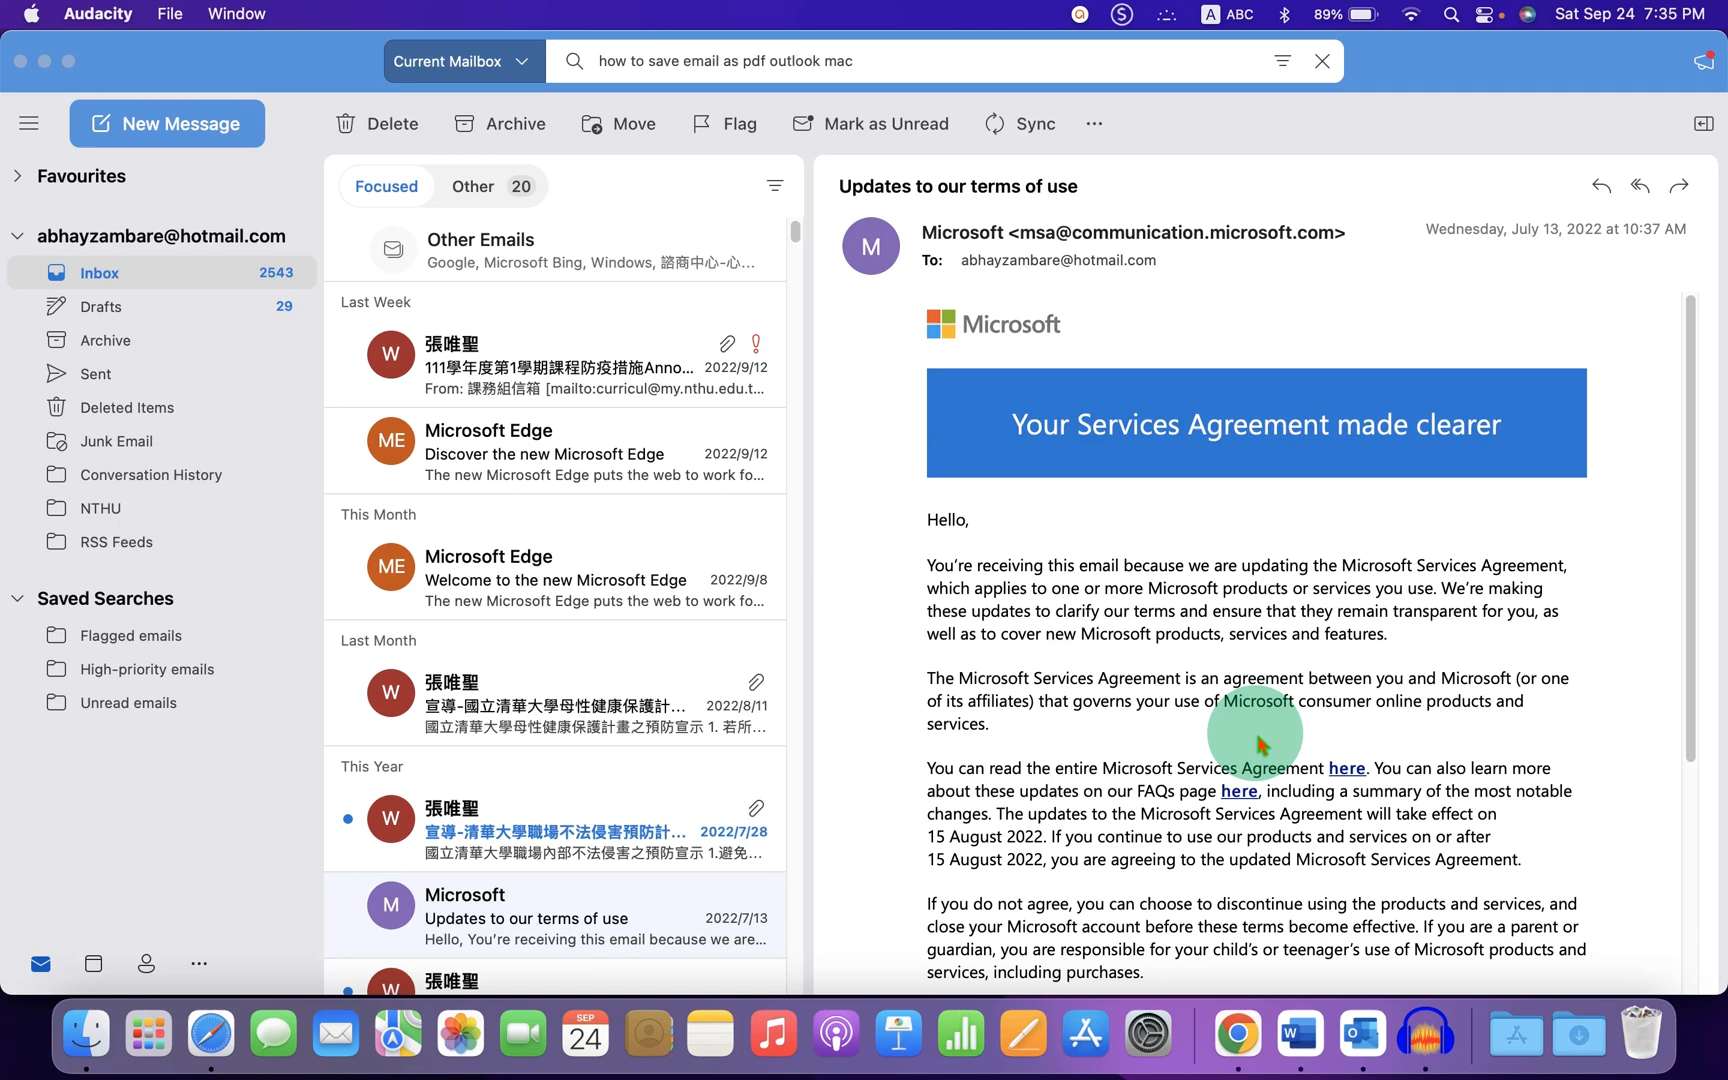 Audacity File Window
ABC 89% Sat Sep 24 7:35 PM
Current Mailbox how to save email as pdf outlook mac
New Message Delete Archive Move Flag Mark as Unread Sync ...
Favourites
abhayzambare@hotmail.com
Inbox 2543
Drafts 29
Archive
Sent
Deleted Items
Junk Email
Conversation History
NTHU
RSS Feeds
Saved Searches
Flagged emails
High-priority emails
Unread emails
Focused Other 20
Other Emails
Google, Microsoft Bing, Windows, 諮商中心-心...
Last Week
W 張唯聖
111學年度第1學期課程防疫措施Anno... 2022/9/12
From: 課務組信箱 [mailto:curricul@my.nthu.edu.t...
ME Microsoft Edge
Discover the new Microsoft Edge 2022/9/12
The new Microsoft Edge puts the web to work fo...
This Month
ME Microsoft Edge
Welcome to the new Microsoft Edge 2022/9/8
The new Microsoft Edge puts the web to work fo...
Last Month
W 張唯聖
宣導-國立清華大學母性健康保護計... 2022/8/11
國立清華大學母性健康保護計畫之預防宣示 1. 若所...
This Year
W 張唯聖
宣導-清華大學職場不法侵害預防計... 2022/7/28
國立清華大學職場內部不法侵害之預防宣示 1.避免...
M Microsoft
Updates to our terms of use 2022/7/13
Hello, You're receiving this email because we are...
W 張唯聖
Updates to our terms of use
M Microsoft <msa@communication.microsoft.com> Wednesday, July 13, 2022 at 10:37 AM
To: abhayzambare@hotmail.com
Microsoft
Your Services Agreement made clearer
Hello,
You're receiving this email because we are updating the Microsoft Services Agreement,
which applies to one or more Microsoft products or services you use. We're making
these updates to clarify our terms and ensure that they remain transparent for you, as
well as to cover new Microsoft products, services and features.
The Microsoft Services Agreement is an agreement between you and Microsoft (or one
of its affiliates) that governs your use of Microsoft consumer online products and
services.
You can read the entire Microsoft Services Agreement here. You can also learn more
about these updates on our FAQs page here, including a summary of the most notable
changes. The updates to the Microsoft Services Agreement will take effect on
15 August 2022. If you continue to use our products and services on or after
15 August 2022, you are agreeing to the updated Microsoft Services Agreement.
If you do not agree, you can choose to discontinue using the products and services, and
close your Microsoft account before these terms become effective. If you are a parent or
guardian, you are responsible for your child's or teenager's use of Microsoft products and
services, including purchases.
SEP
24